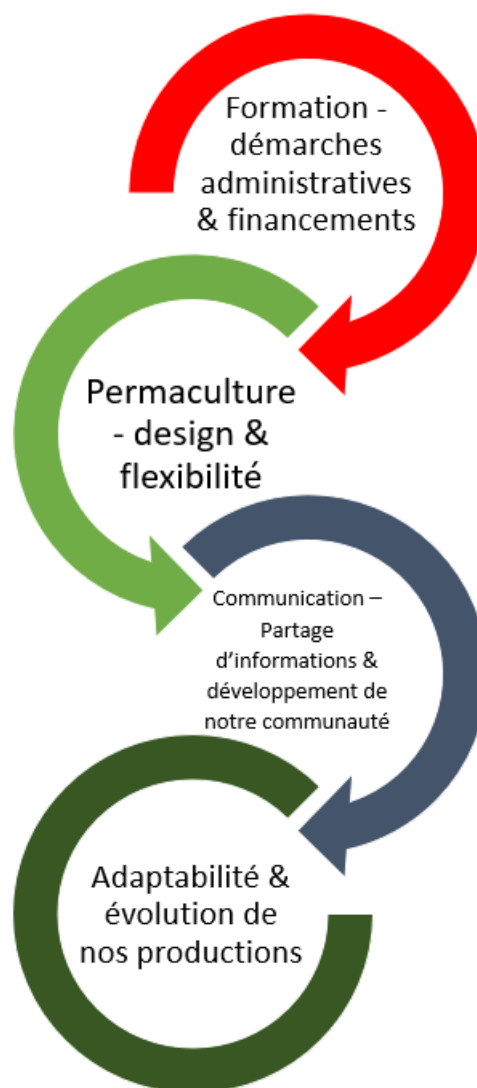 Formation -
démarches
administratives
& financements
Permaculture
- design &
flexibilité
Communication –
Partage
d'informations &
développement de
notre communauté
Adaptabilité &
évolution de
nos productions